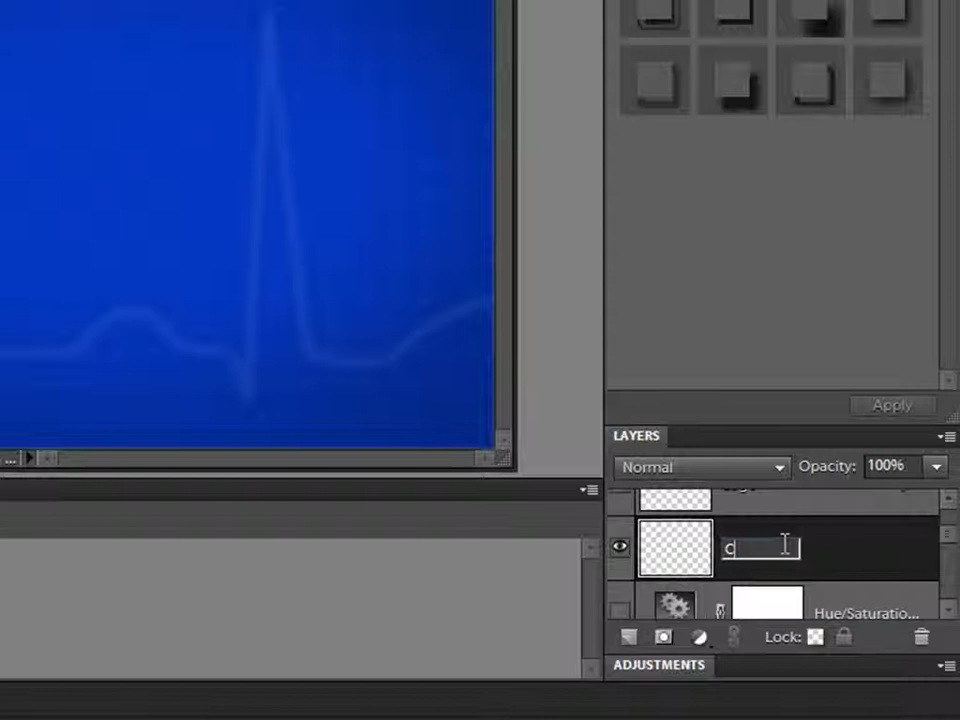 Apply
LAYERS
Normal
Opacity: 100%
c
Hue/Saturatio...
Lock:
ADJUSTMENTS
...